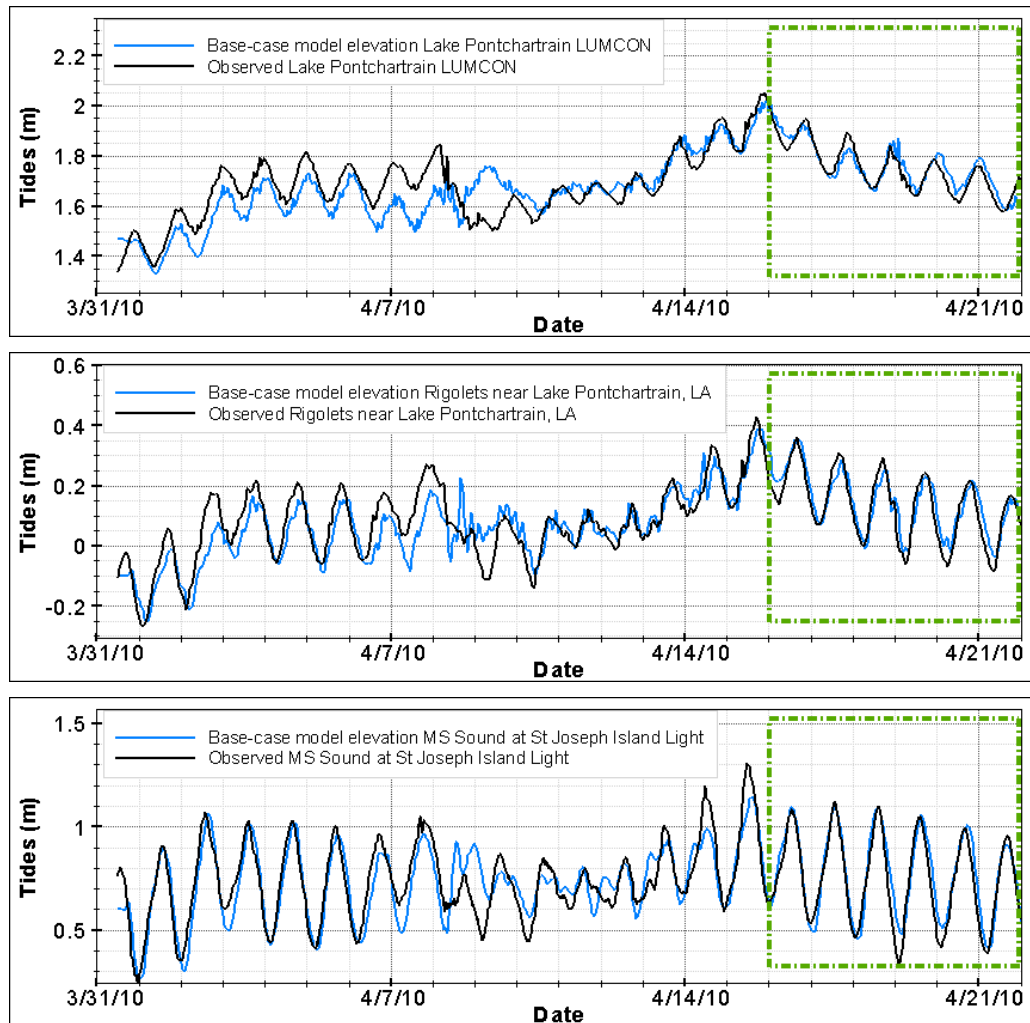 2.2
2
1.8
1.6
1.4
Tides (m)
Base-case model elevation Lake Pontchartrain LUMCON
Observed Lake Pontchartrain LUMCON
3/31/10 4/7/10 4/14/10 4/21/10
Date
0.6
0.4
0.2
0
-0.2
Tides (m)
Base-case model elevation Rigolets near Lake Pontchartrain, LA
Observed Rigolets near Lake Pontchartrain, LA
3/31/10 4/7/10 4/14/10 4/21/10
Date
1.5
1
0.5
Tides (m)
Base-case model elevation MS Sound at St Joseph Island Light
Observed MS Sound at St Joseph Island Light
3/31/10 4/7/10 4/14/10 4/21/10
Date